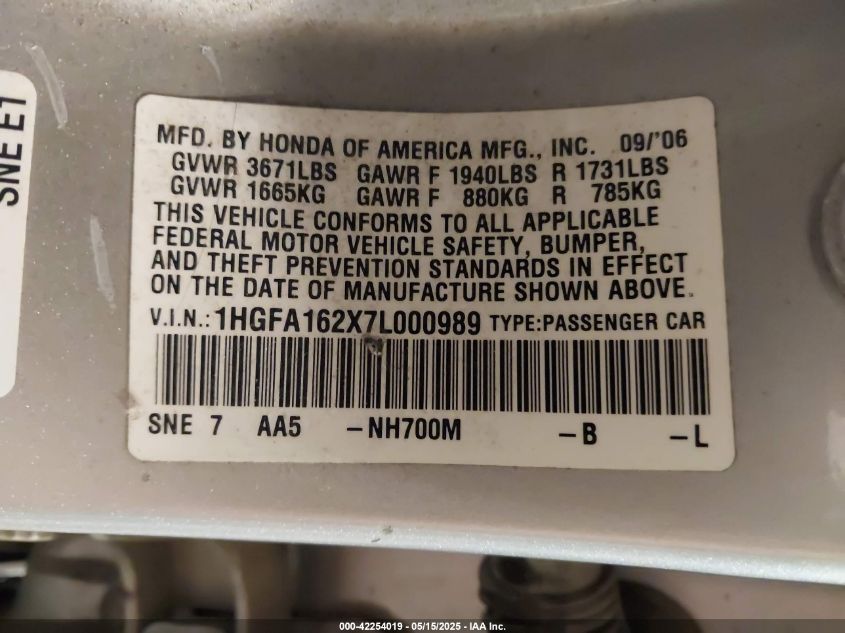 SNE E1
MFD. BY HONDA OF AMERICA MFG., INC. 09/'06
GVWR 3671LBS GAWR F 1940LBS R 1731LBS
GVWR 1665KG GAWR F 880KG R 785KG
THIS VEHICLE CONFORMS TO ALL APPLICABLE
FEDERAL MOTOR VEHICLE SAFETY, BUMPER,
AND THEFT PREVENTION STANDARDS IN EFFECT
ON THE DATE OF MANUFACTURE SHOWN ABOVE.
V.I.N.: 1HGFA162X7L000989 TYPE:PASSENGER CAR
SNE 7 AA5 -NH700M -B -L
000-42254019 - 05/15/2025 - IAA Inc.